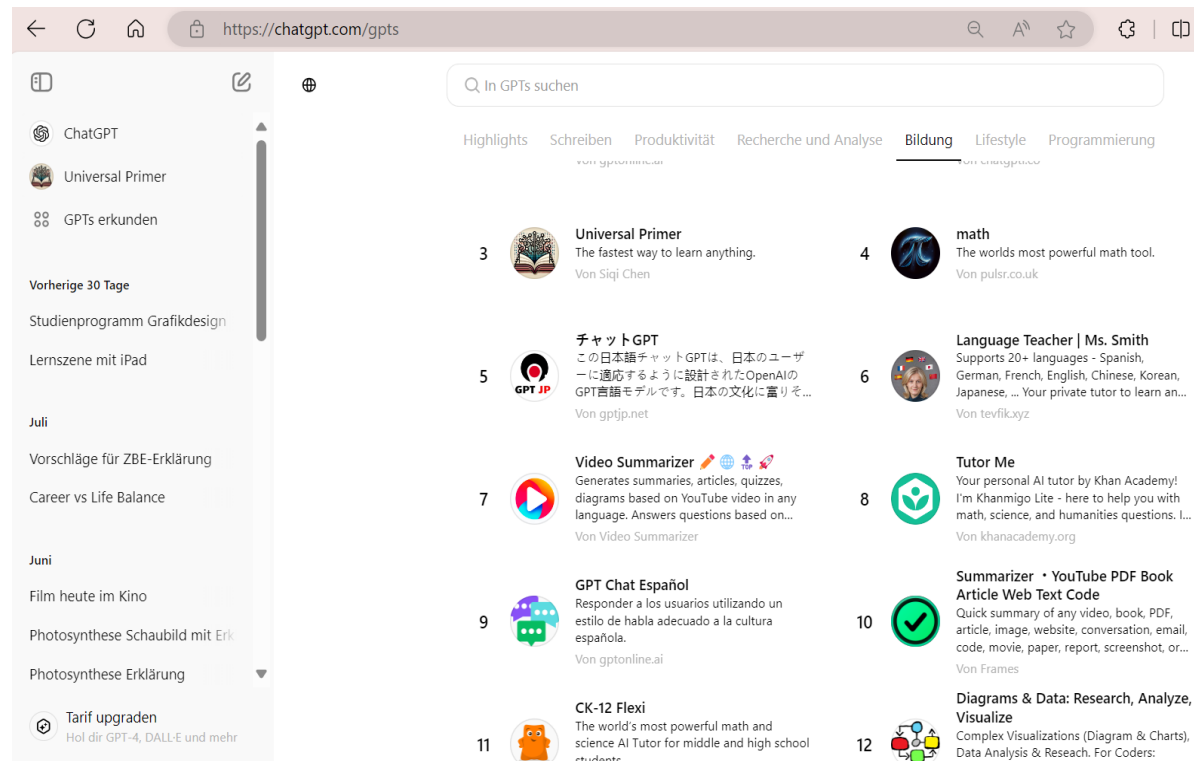 https://chatgpt.com/gpts
ChatGPT
Universal Primer
GPTs erkunden
Vorherige 30 Tage
Studienprogramm Grafikdesign
Lernszene mit iPad
Juli
Vorschläge für ZBE-Erklärung
Career vs Life Balance
Juni
Film heute im Kino
Photosynthese Schaubild mit Erk
Photosynthese Erklärung
Tarif upgraden
Hol dir GPT-4, DALL·E und mehr
In GPTs suchen
Highlights Schreiben Produktivität Recherche und Analyse Bildung Lifestyle Programmierung
Von gptonline.ai
Von chatgpti.co
3
Universal Primer
The fastest way to learn anything.
Von Siqi Chen
4
math
The worlds most powerful math tool.
Von pulsr.co.uk
5
GPT JP
チャットGPT
この日本語チャットGPTは、日本のユーザ
ーに適応するように設計されたOpenAIの
GPT言語モデルです。日本の文化に富りそ...
Von gptjp.net
6
Language Teacher | Ms. Smith
Supports 20+ languages - Spanish,
German, French, English, Chinese, Korean,
Japanese, ... Your private tutor to learn an...
Von tevfik.xyz
7
Video Summarizer ✏️ 🌐 🔝 🚀
Generates summaries, articles, quizzes,
diagrams based on YouTube video in any
language. Answers questions based on...
Von Video Summarizer
8
Tutor Me
Your personal AI tutor by Khan Academy!
I'm Khanmigo Lite - here to help you with
math, science, and humanities questions. I...
Von khanacademy.org
9
GPT Chat Español
Responder a los usuarios utilizando un
estilo de habla adecuado a la cultura
española.
Von gptonline.ai
10
Summarizer • YouTube PDF Book
Article Web Text Code
Quick summary of any video, book, PDF,
article, image, website, conversation, email,
code, movie, paper, report, screenshot, or...
Von Frames
11
CK-12 Flexi
The world's most powerful math and
science AI Tutor for middle and high school
students
12
Diagrams & Data: Research, Analyze,
Visualize
Complex Visualizations (Diagram & Charts),
Data Analysis & Reseach. For Coders: